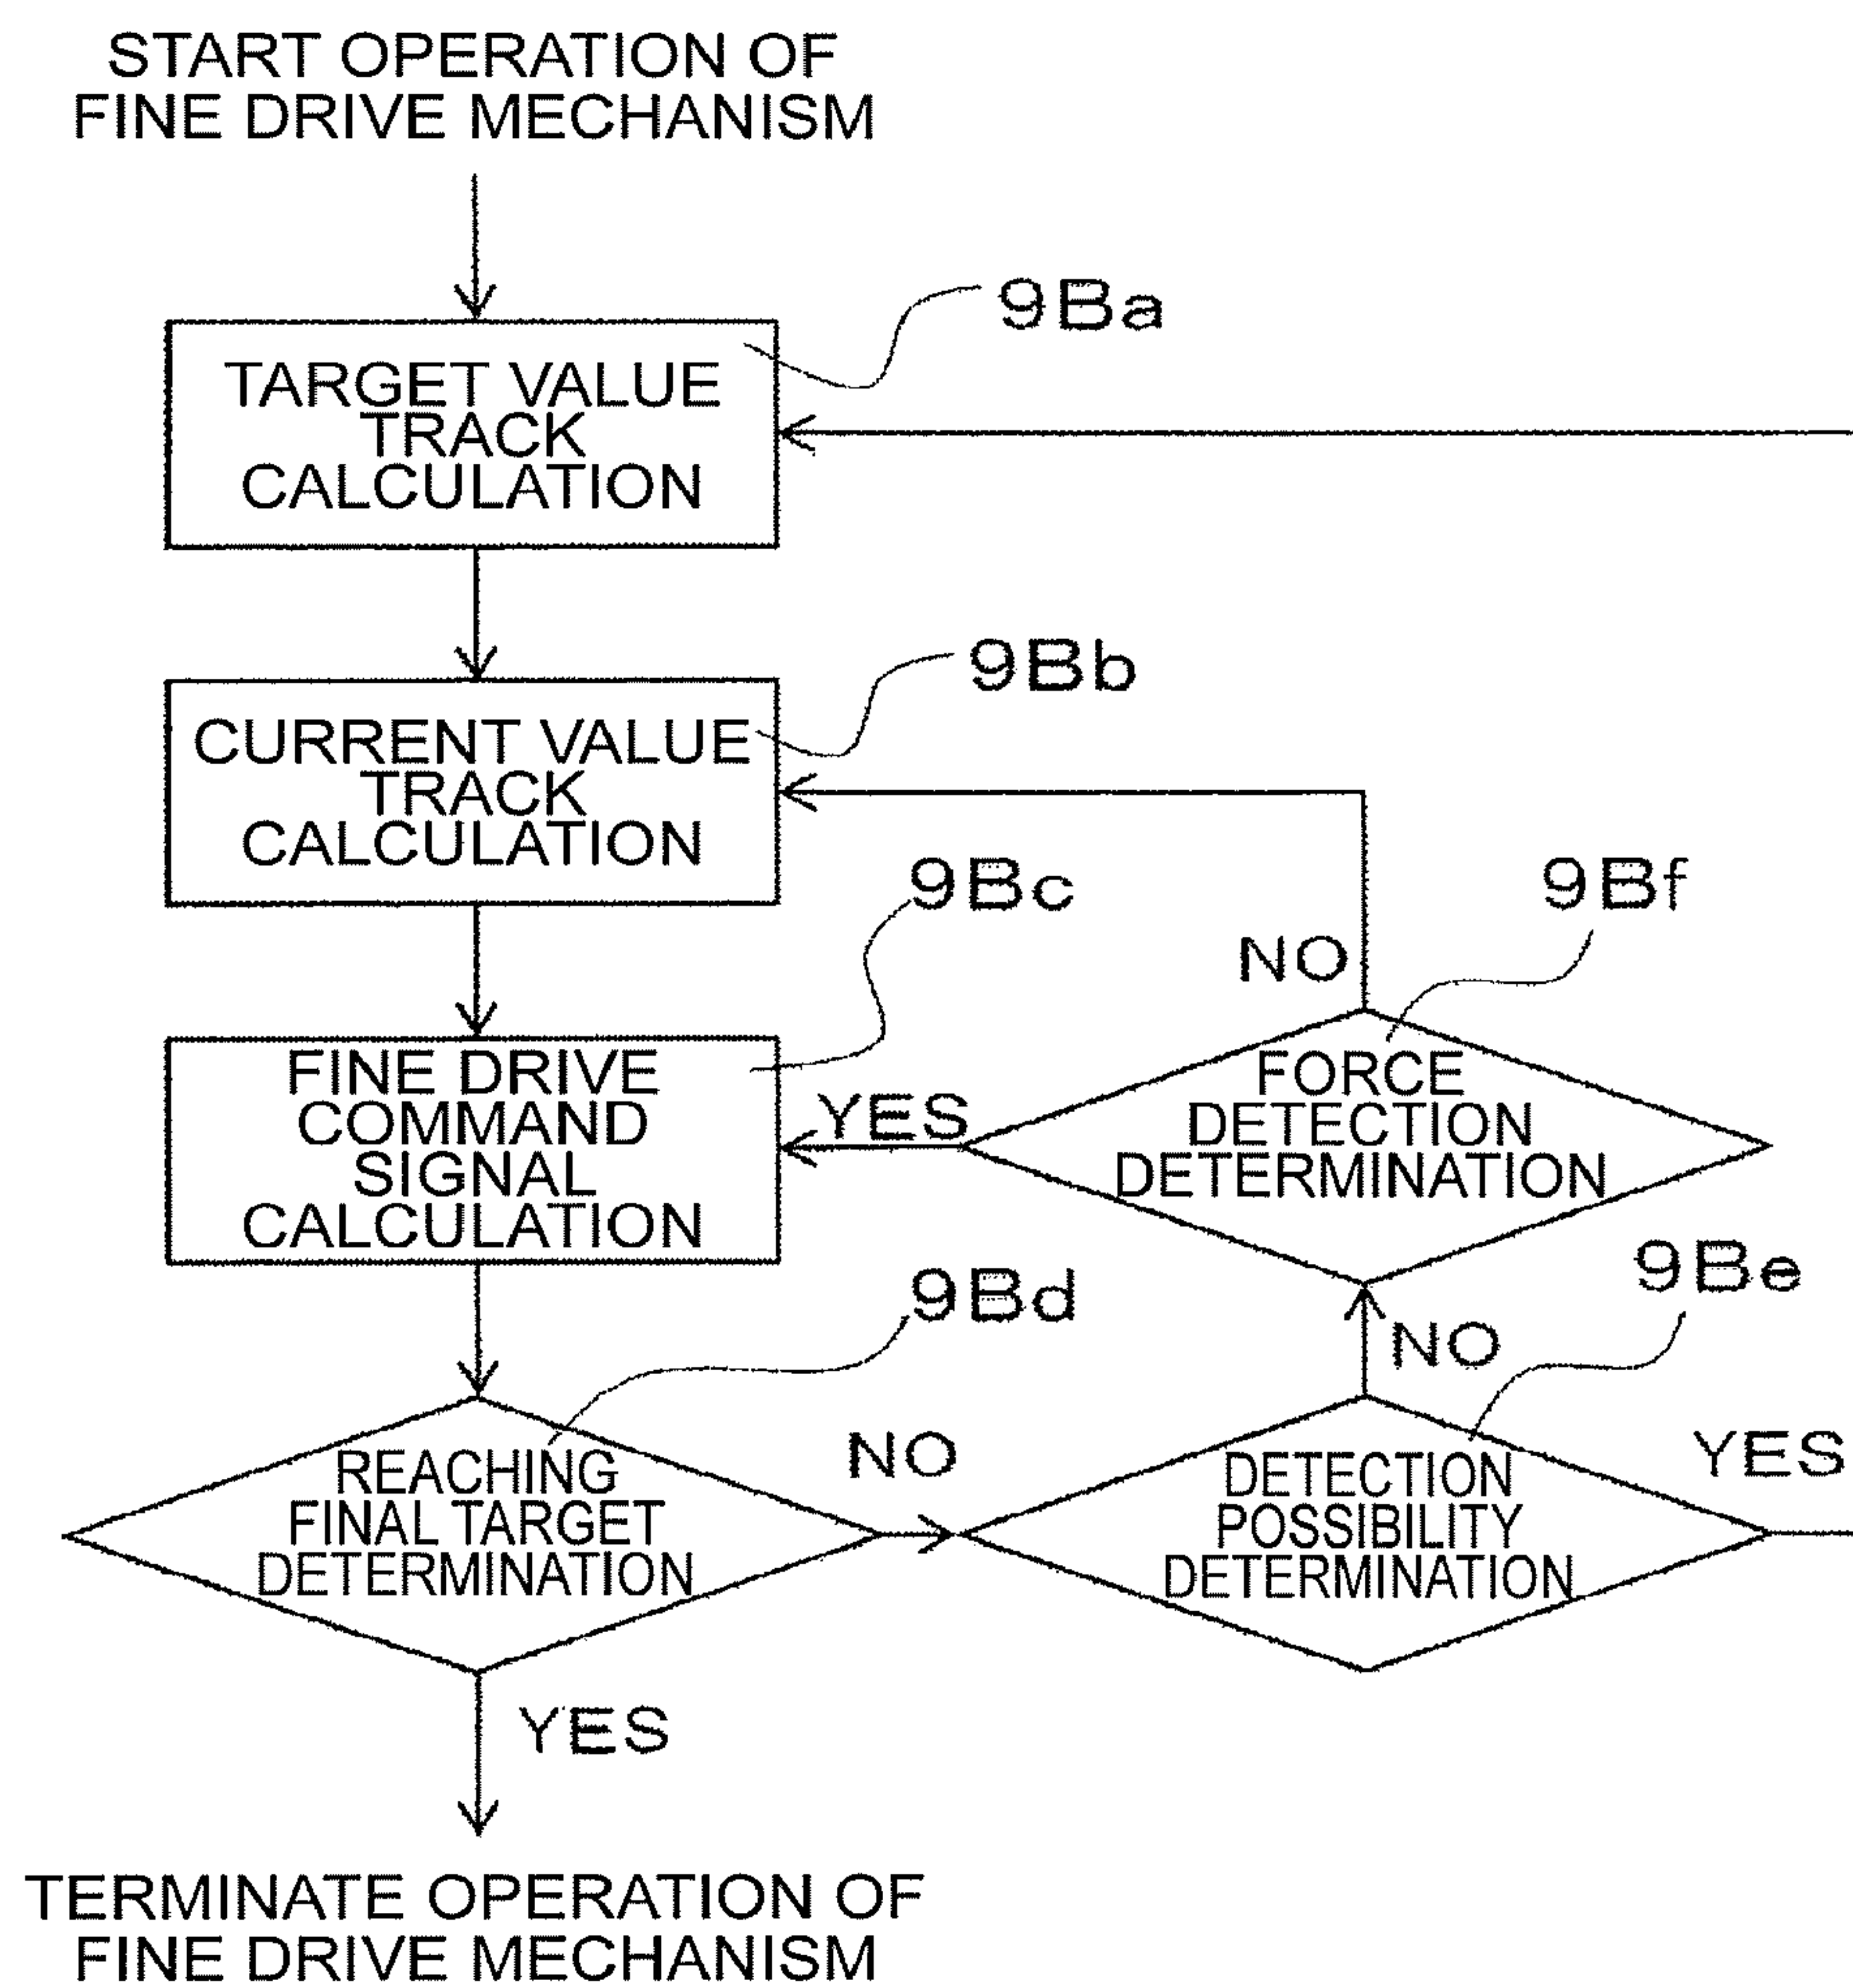 START OPERATION OF
FINE DRIVE MECHANISM
9Ba
TARGET VALUE
TRACK
CALCULATION
9Bb
CURRENT VALUE
TRACK
CALCULATION
9Bc
9Bf
NO
FINE DRIVE
COMMAND
SIGNAL
CALCULATION
YES
FORCE
DETECTION
DETERMINATION
9Bd
9Be
NO
REACHING
FINAL TARGET
DETERMINATION
NO
DETECTION
POSSIBILITY
DETERMINATION
YES
YES
TERMINATE OPERATION OF
FINE DRIVE MECHANISM